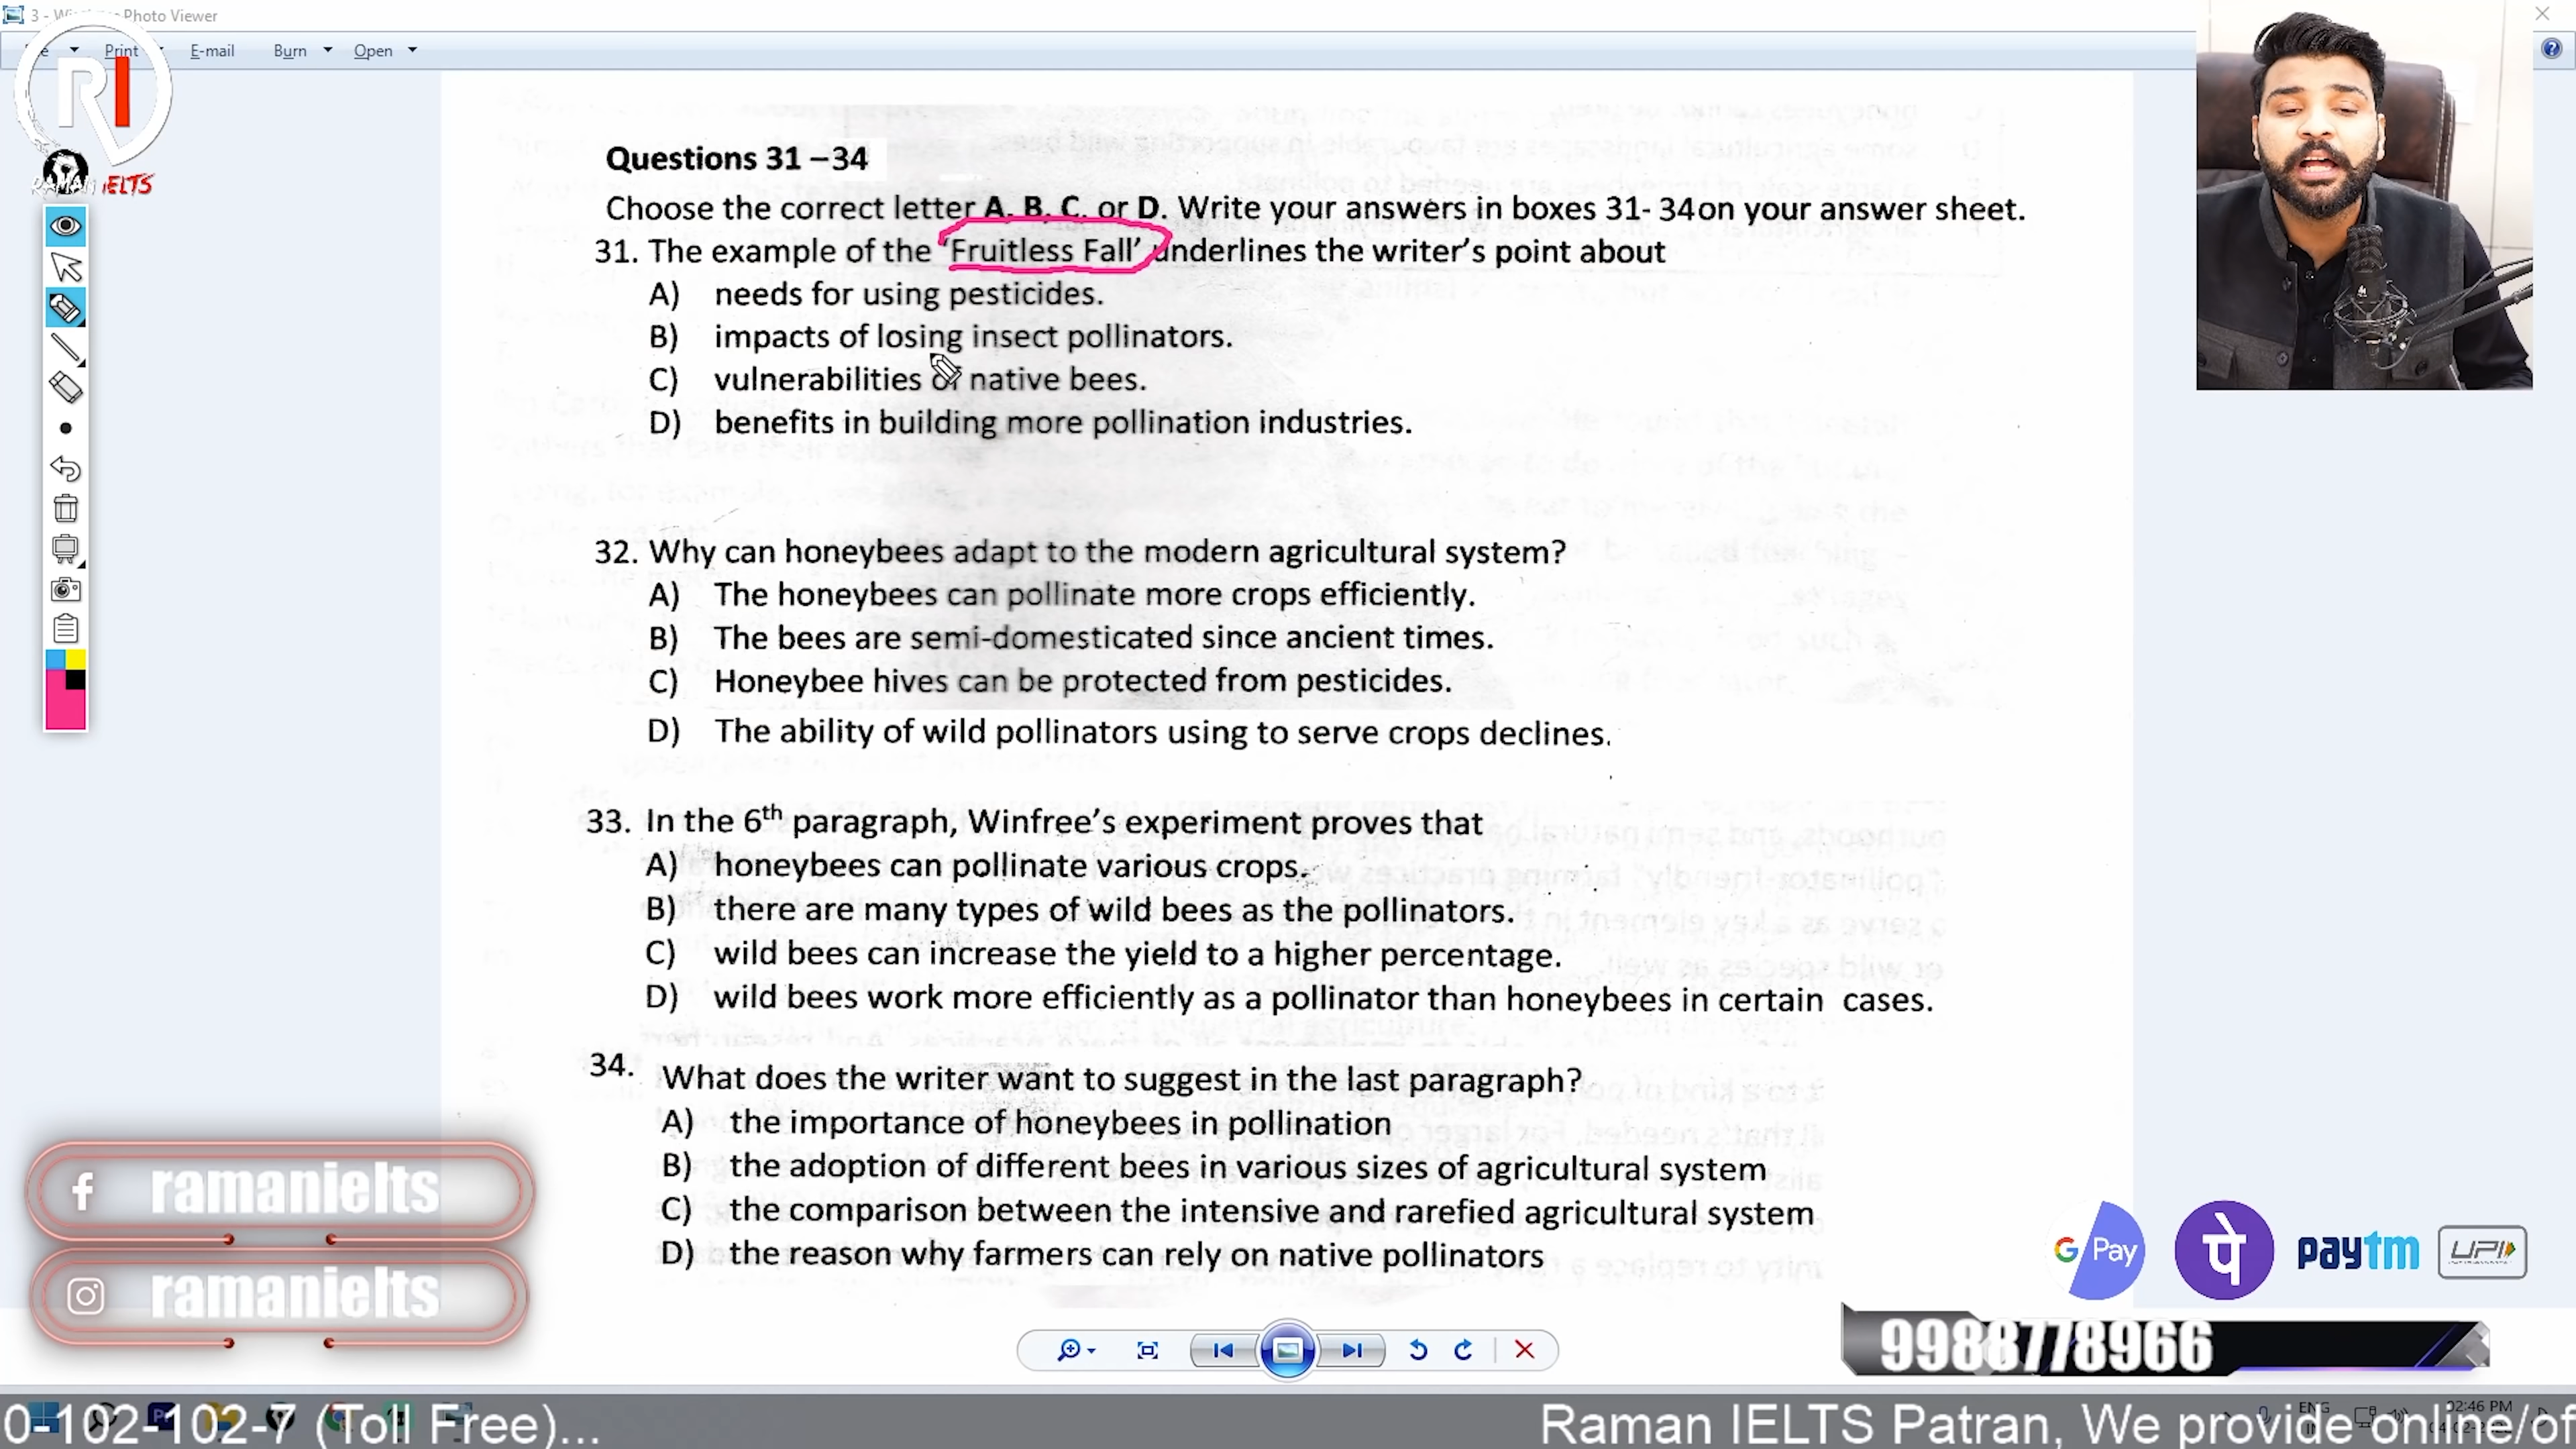 3 - Windows Photo Viewer
Print
E-mail
Burn
Open
RI
RAMAN IELTS
Questions 31 –34
Choose the correct letter A, B, C, or D. Write your answers in boxes 31- 34on your answer sheet.
31. The example of the ‘Fruitless Fall’ underlines the writer’s point about
A) needs for using pesticides.
B) impacts of losing insect pollinators.
C) vulnerabilities of native bees.
D) benefits in building more pollination industries.
32. Why can honeybees adapt to the modern agricultural system?
A) The honeybees can pollinate more crops efficiently.
B) The bees are semi-domesticated since ancient times.
C) Honeybee hives can be protected from pesticides.
D) The ability of wild pollinators using to serve crops declines.
33. In the 6th paragraph, Winfree’s experiment proves that
A) honeybees can pollinate various crops.
B) there are many types of wild bees as the pollinators.
C) wild bees can increase the yield to a higher percentage.
D) wild bees work more efficiently as a pollinator than honeybees in certain cases.
34. What does the writer want to suggest in the last paragraph?
A) the importance of honeybees in pollination
B) the adoption of different bees in various sizes of agricultural system
C) the comparison between the intensive and rarefied agricultural system
D) the reason why farmers can rely on native pollinators
ramanielts
ramanielts
G Pay
पे
paytm
UPI
9988778966
0-102-102-7 (Toll Free)...
Raman IELTS Patran, We provide online/of
ENG
02:46 PM